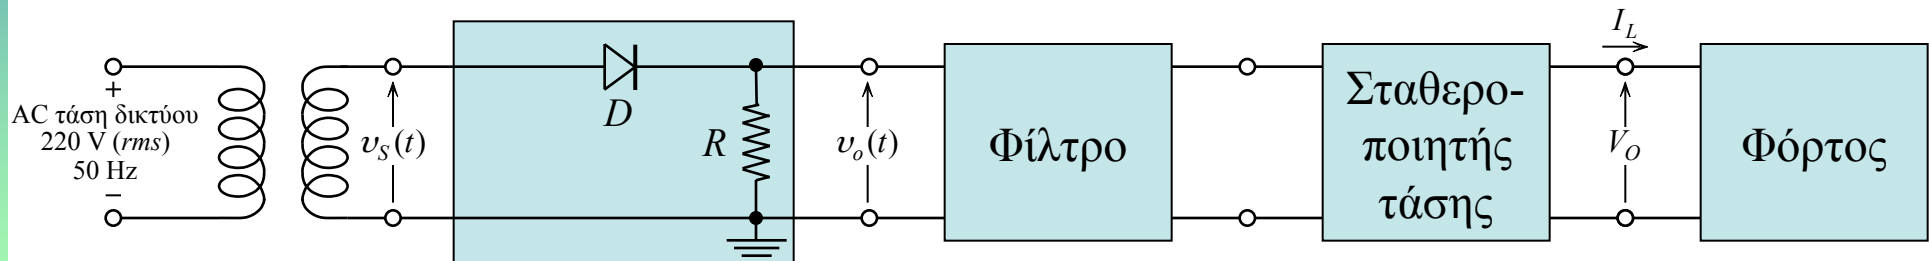 +
AC τάση δικτύου
220 V (rms)
50 Hz
−
υS(t)
D
R
υo(t)
Φίλτρο
Σταθερο-
ποιητής
τάσης
IL
VO
Φόρτος